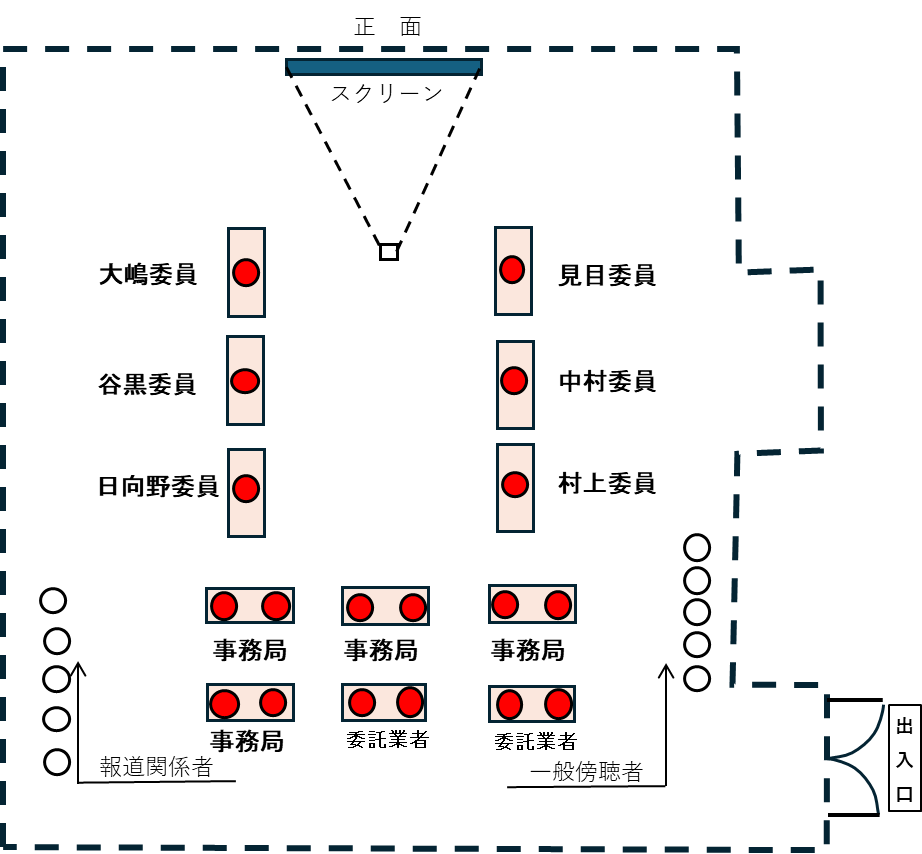 正　面
スクリーン
大嶋委員
見目委員
谷黒委員
中村委員
日向野委員
村上委員
事務局
事務局
事務局
事務局
委託業者
委託業者
報道関係者
一般傍聴者
出入口